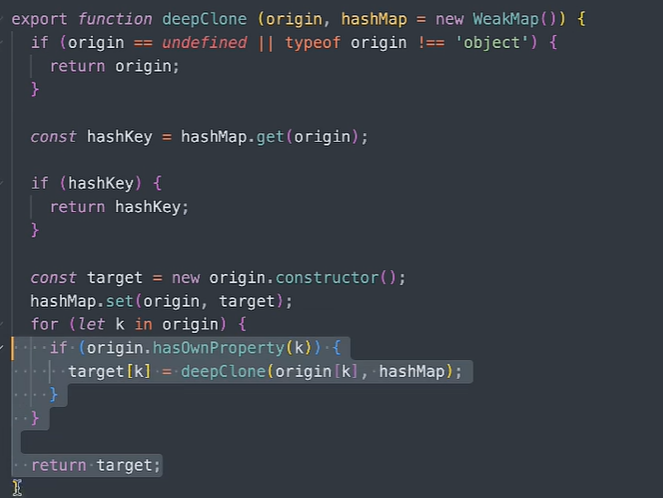 export function deepClone (origin, hashMap = new WeakMap()) {
if (origin == undefined || typeof origin !== 'object') {
return origin;
}
const hashKey = hashMap.get(origin);
if (hashKey) {
return hashKey;
}
const target = new origin.constructor();
hashMap.set(origin, target);
for (let k in origin) {
if (origin.hasOwnProperty(k)) {
target[k] = deepClone(origin[k], hashMap);
}
}
return target;
}